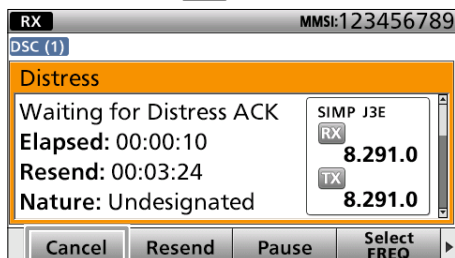 RX MMSI:123456789
DSC (1)
Distress
Waiting for Distress ACK
Elapsed: 00:00:10
Resend: 00:03:24
Nature: Undesignated
SIMP J3E
RX
8.291.0
TX
8.291.0
Cancel Resend Pause Select FREQ